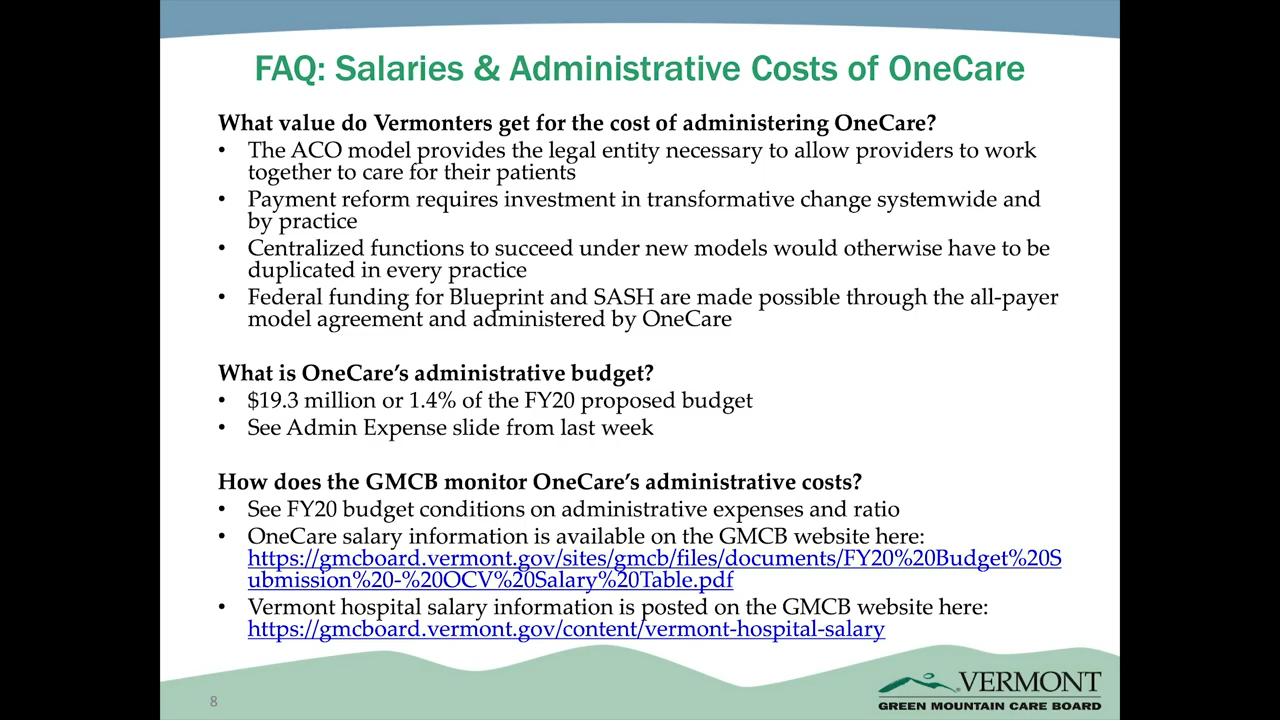 FAQ: Salaries & Administrative Costs of OneCare
What value do Vermonters get for the cost of administering OneCare?
• The ACO model provides the legal entity necessary to allow providers to work
together to care for their patients
• Payment reform requires investment in transformative change systemwide and
by practice
• Centralized functions to succeed under new models would otherwise have to be
duplicated in every practice
• Federal funding for Blueprint and SASH are made possible through the all-payer
model agreement and administered by OneCare
What is OneCare's administrative budget?
• $19.3 million or 1.4% of the FY20 proposed budget
• See Admin Expense slide from last week
How does the GMCB monitor OneCare's administrative costs?
• See FY20 budget conditions on administrative expenses and ratio
• OneCare salary information is available on the GMCB website here:
https://gmcboard.vermont.gov/sites/gmcb/files/documents/FY20%20Budget%20S
ubmission%20-%20OCV%20Salary%20Table.pdf
• Vermont hospital salary information is posted on the GMCB website here:
https://gmcboard.vermont.gov/content/vermont-hospital-salary
8
VERMONT
GREEN MOUNTAIN CARE BOARD